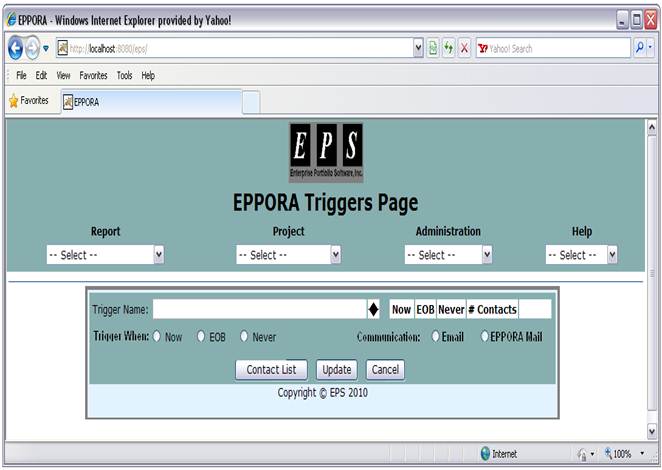 EPPORA - Windows Internet Explorer provided by Yahoo!
http://localhost:8080/eps/
Yahoo! Search
File Edit View Favorites Tools Help
Favorites EPPORA
E P S
Enterprise Portfolio Software, Inc.
EPPORA Triggers Page
Report Project Administration Help
-- Select -- -- Select -- -- Select -- -- Select --
Trigger Name: Now EOB Never # Contacts
Trigger When: Now EOB Never Communication: Email EPPORA Mail
Contact List Update Cancel
Copyright © EPS 2010
Internet 100%